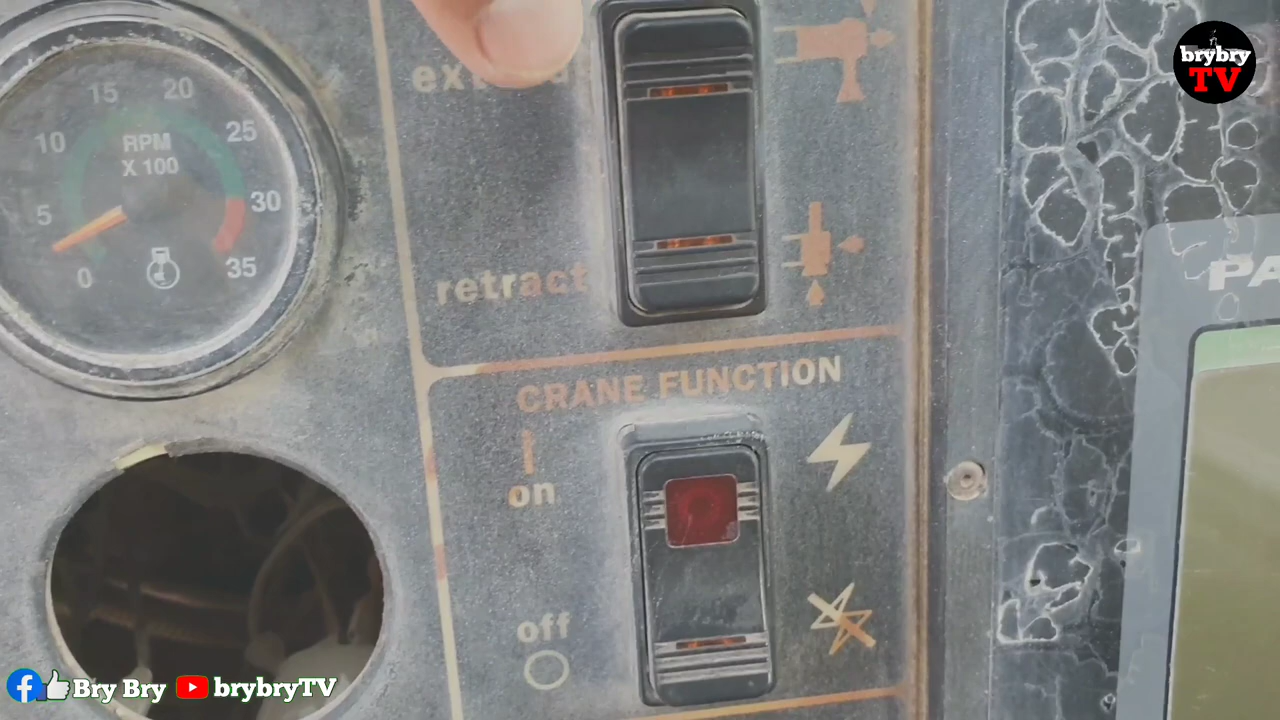 brybry
TV
15
20
10
25
RPM
X 100
5
30
0
35
retract
PA
CRANE FUNCTION
on
off
Bry Bry
brybryTV